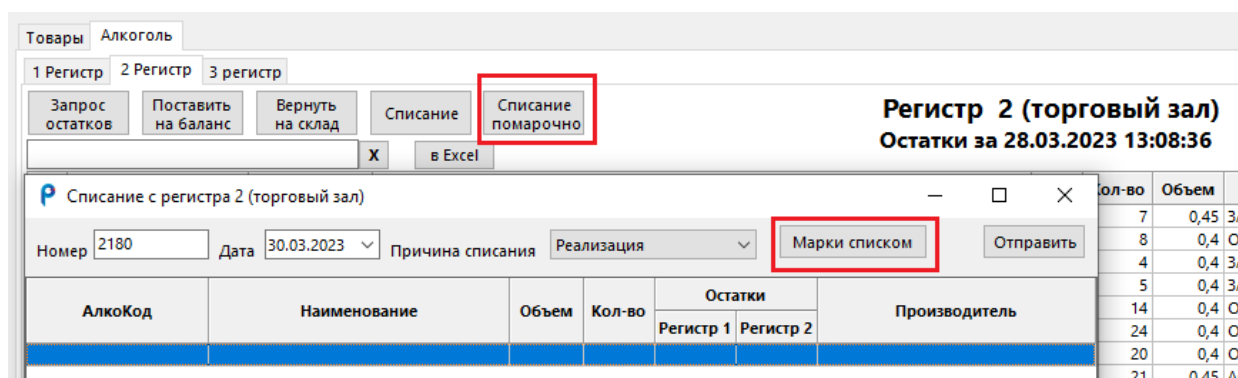 Товары Алкоголь
1 Регистр 2 Регистр 3 регистр
Запрос остатков Поставить на баланс Вернуть на склад Списание Списание помарочно
Регистр 2 (торговый зал)
Остатки за 28.03.2023 13:08:36
X в Excel
Списание с регистра 2 (торговый зал)
Кол-во Объем
Номер 2180 Дата 30.03.2023 Причина списания Реализация Марки списком Отправить
АлкоКод Наименование Объем Кол-во Остатки Производитель
Регистр 1 Регистр 2
7 0,45
8 0,4
4 0,4
5 0,4
14 0,4
24 0,4
20 0,4
21 0,45